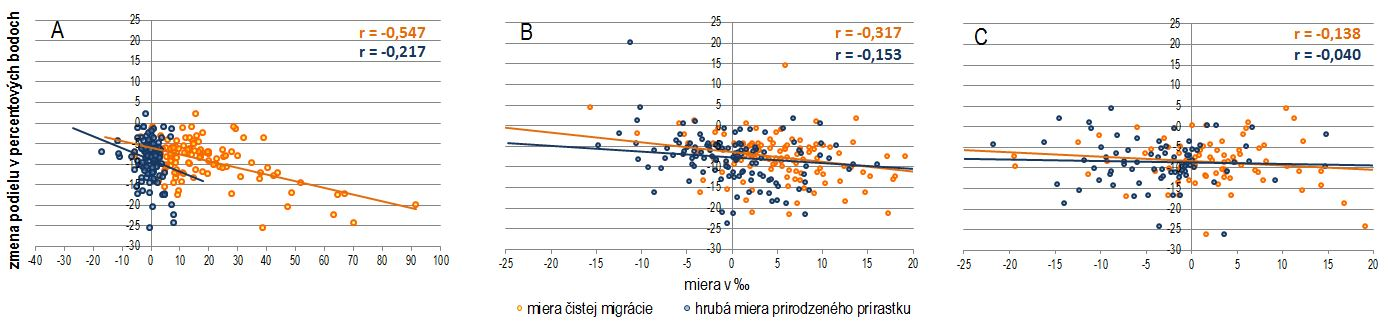 zmena podielu v percentových bodoch
A
r = -0,547
r = -0,217
25
20
15
10
5
0
-5
-10
-15
-20
-25
-30
-40 -30 -20 -10 0 10 20 30 40 50 60 70 80 90 100
B
r = -0,317
r = -0,153
25
20
15
10
5
0
-5
-10
-15
-20
-25
-30
-25 -20 -15 -10 -5 0 5 10 15 20
C
r = -0,138
r = -0,040
25
20
15
10
5
0
-5
-10
-15
-20
-25
-30
-25 -20 -15 -10 -5 0 5 10 15 20
miera v ‰
miera čistej migrácie hrubá miera prirodzeného prírastku